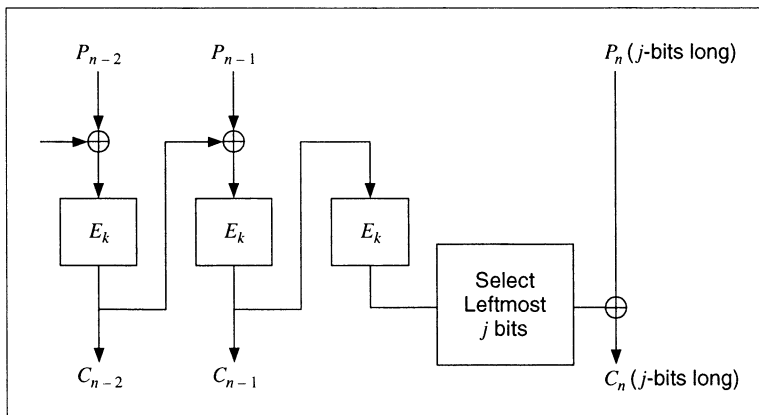 P_{n-2} P_{n-1} P_n (j-bits long)
E_k E_k E_k
Select
Leftmost
j bits
C_{n-2} C_{n-1} C_n (j-bits long)